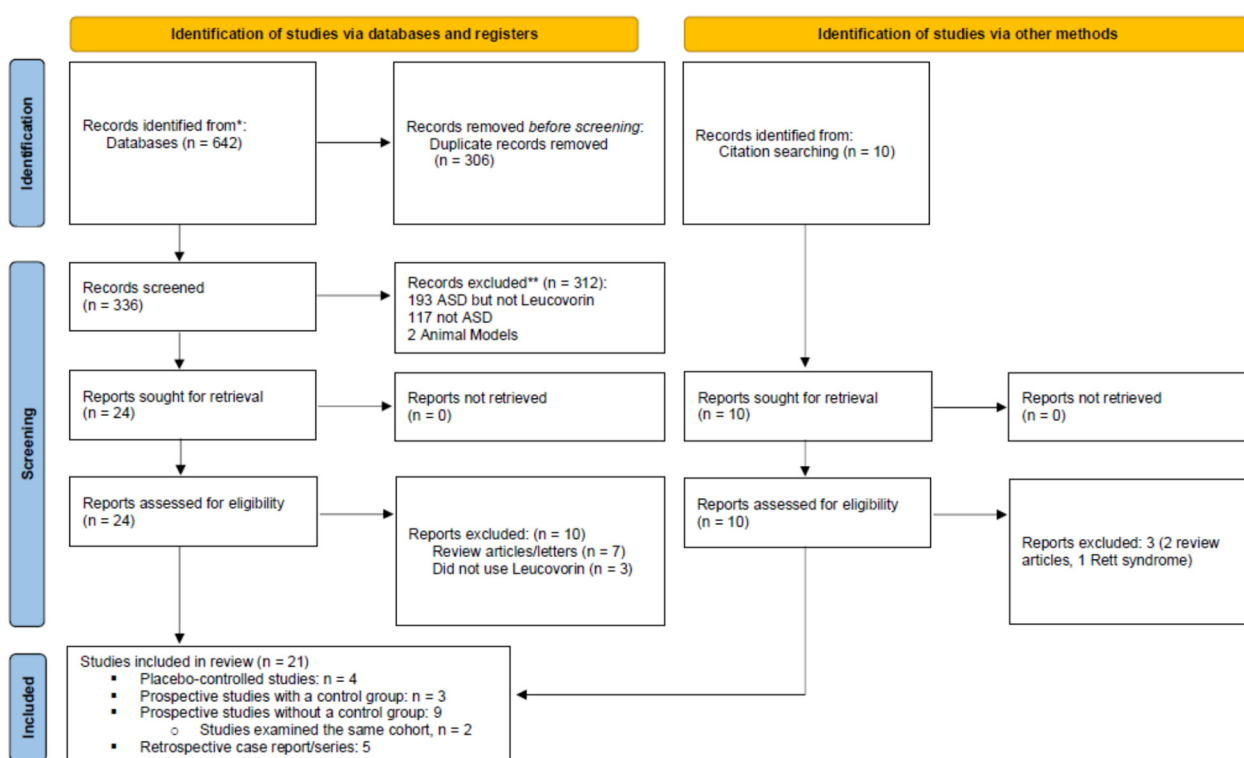 Identification of studies via databases and registers
Identification of studies via other methods
Identification
Records identified from*:
Databases (n = 642)
Records removed before screening:
Duplicate records removed
(n = 306)
Records identified from:
Citation searching (n = 10)
Screening
Records screened
(n = 336)
Records excluded** (n = 312):
193 ASD but not Leucovorin
117 not ASD
2 Animal Models
Reports sought for retrieval
(n = 24)
Reports not retrieved
(n = 0)
Reports sought for retrieval
(n = 10)
Reports not retrieved
(n = 0)
Reports assessed for eligibility
(n = 24)
Reports excluded: (n = 10)
Review articles/letters (n = 7)
Did not use Leucovorin (n = 3)
Reports assessed for eligibility
(n = 10)
Reports excluded: 3 (2 review
articles, 1 Rett syndrome)
Included
Studies included in review (n = 21)
▪ Placebo-controlled studies: n = 4
▪ Prospective studies with a control group: n = 3
▪ Prospective studies without a control group: 9
o Studies examined the same cohort, n = 2
▪ Retrospective case report/series: 5